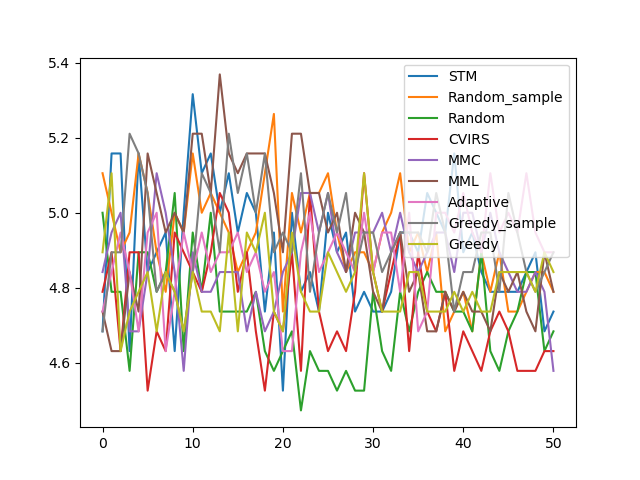 5.4
5.2
5.0
4.8
4.6
0
10
20
30
40
50
STM
Random_sample
Random
CVIRS
MMC
MML
Adaptive
Greedy_sample
Greedy